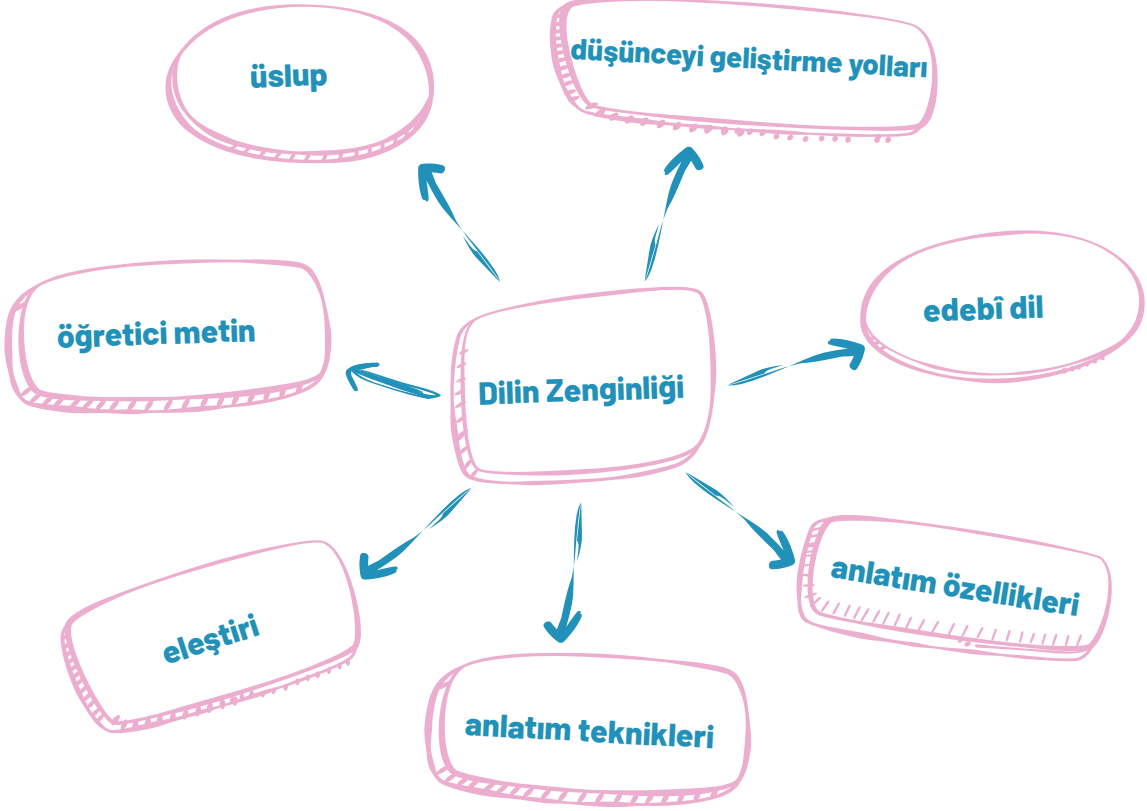 üslup
düşünceyi geliştirme yolları
öğretici metin
edebî dil
Dilin Zenginliği
eleştiri
anlatım özellikleri
anlatım teknikleri